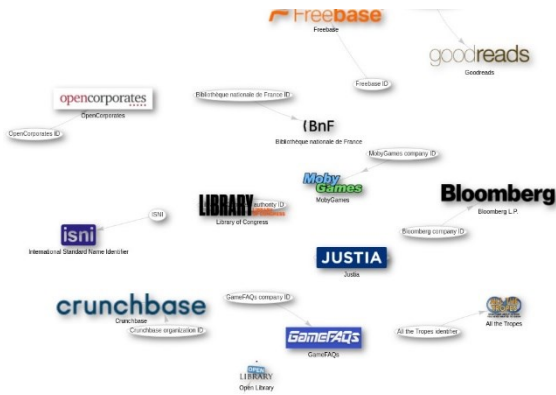 Freebase
Freebase
goodreads
Goodreads
Freebase ID
opencorporates
OpenCorporates
Bibliothèque nationale de France ID
OpenCorporates ID
(BnF
Bibliothèque nationale de France
MobyGames company ID
Moby
Games
MobyGames
LIBRARY
authority ID
Library of Congress
Bloomberg
Bloomberg L.P.
ISNI
isni
International Standard Name Identifier
Bloomberg company ID
JUSTIA
Justia
GameFAQs company ID
crunchbase
Crunchbase
Crunchbase organization ID
All the Tropes
GameFAQs
GameFAQs
All the Tropes identifier
OPEN
LIBRARY
Open Library